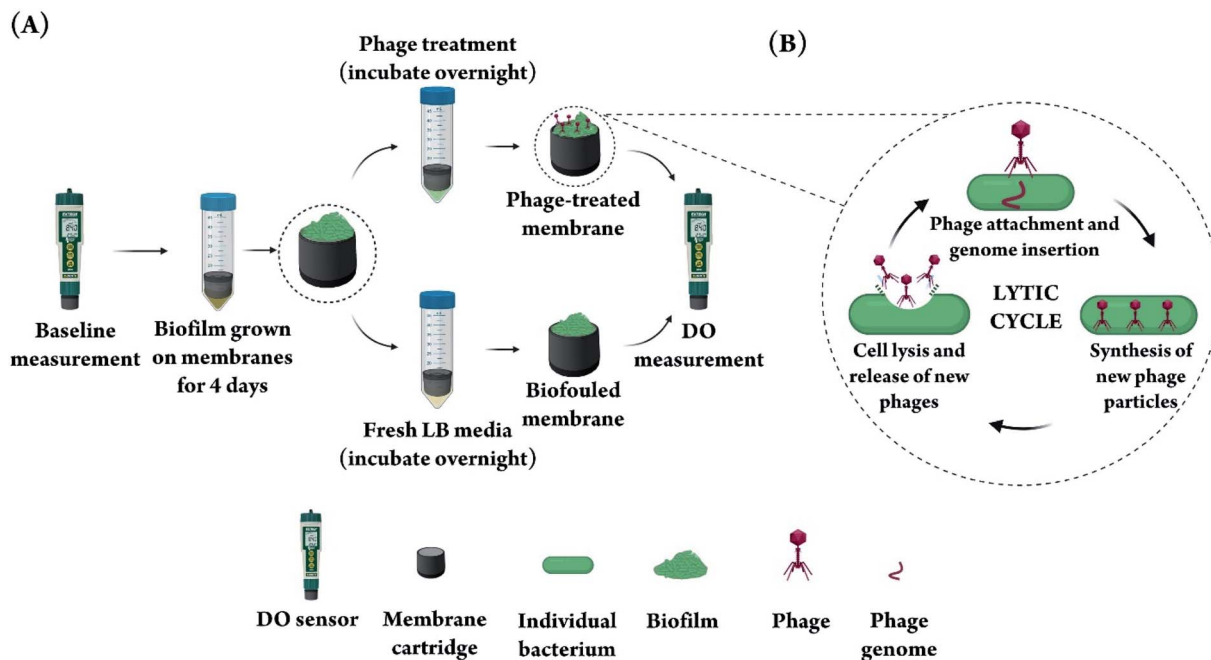 (A)
Phage treatment
(incubate overnight)
(B)
Phage-treated
membrane
Baseline
measurement
Biofilm grown
on membranes
for 4 days
DO
measurement
Biofouled
membrane
Fresh LB media
(incubate overnight)
Phage attachment and
genome insertion
LYTIC
CYCLE
Cell lysis and
release of new
phages
Synthesis of
new phage
particles
DO sensor
Membrane
cartridge
Individual
bacterium
Biofilm
Phage
Phage
genome